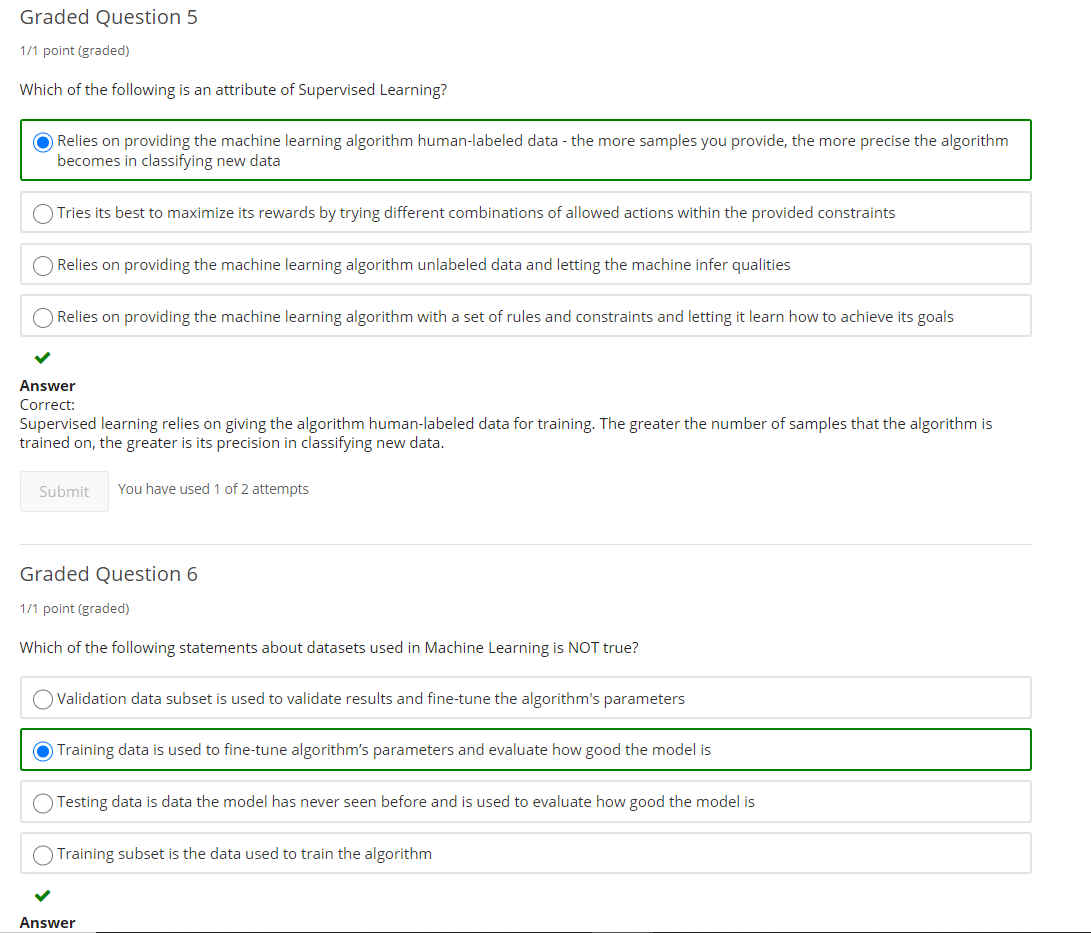 Graded Question 5
1/1 point (graded)
Which of the following is an attribute of Supervised Learning?
Relies on providing the machine learning algorithm human-labeled data - the more samples you provide, the more precise the algorithm
becomes in classifying new data
Tries its best to maximize its rewards by trying different combinations of allowed actions within the provided constraints
Relies on providing the machine learning algorithm unlabeled data and letting the machine infer qualities
Relies on providing the machine learning algorithm with a set of rules and constraints and letting it learn how to achieve its goals
Answer
Correct:
Supervised learning relies on giving the algorithm human-labeled data for training. The greater the number of samples that the algorithm is
trained on, the greater is its precision in classifying new data.
Submit You have used 1 of 2 attempts
Graded Question 6
1/1 point (graded)
Which of the following statements about datasets used in Machine Learning is NOT true?
Validation data subset is used to validate results and fine-tune the algorithm's parameters
Training data is used to fine-tune algorithm’s parameters and evaluate how good the model is
Testing data is data the model has never seen before and is used to evaluate how good the model is
Training subset is the data used to train the algorithm
Answer